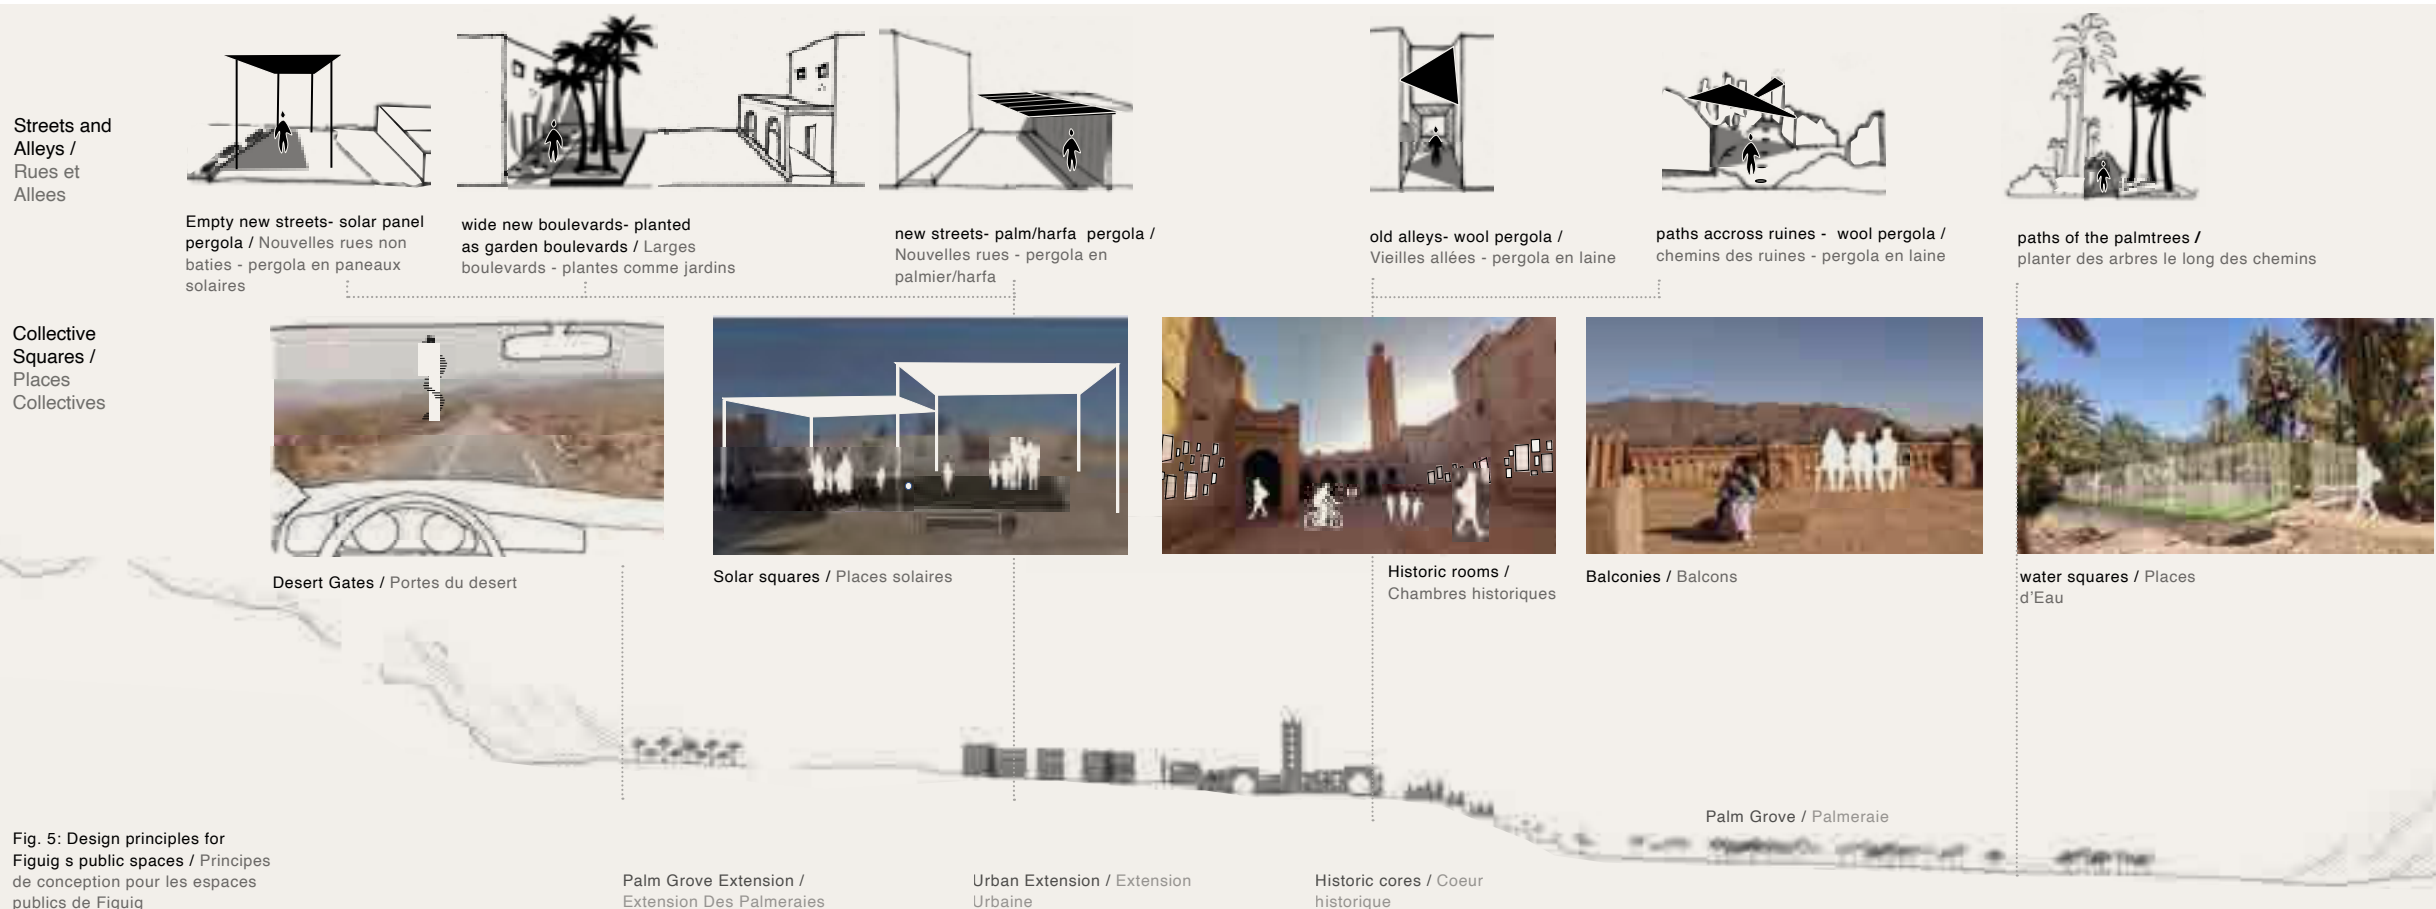 Streets and
Alleys /
Rues et
Allees
Empty new streets- solar panel
pergola / Nouvelles rues non
baties - pergola en paneaux
solaires
wide new boulevards- planted
as garden boulevards / Larges
boulevards - plantes comme jardins
new streets- palm/harfa pergola /
Nouvelles rues - pergola en
palmier/harfa
old alleys- wool pergola /
Vieilles allées - pergola en laine
paths accross ruines - wool pergola /
chemins des ruines - pergola en laine
paths of the palmtrees /
planter des arbres le long des chemins
Collective
Squares /
Places
Collectives
Desert Gates / Portes du desert
Solar squares / Places solaires
Historic rooms /
Chambres historiques
Balconies / Balcons
water squares / Places
d'Eau
Palm Grove / Palmeraie
Fig. 5: Design principles for
Figuig s public spaces / Principes
de conception pour les espaces
publics de Figuig
Palm Grove Extension /
Extension Des Palmeraies
Urban Extension / Extension
Urbaine
Historic cores / Coeur
historique